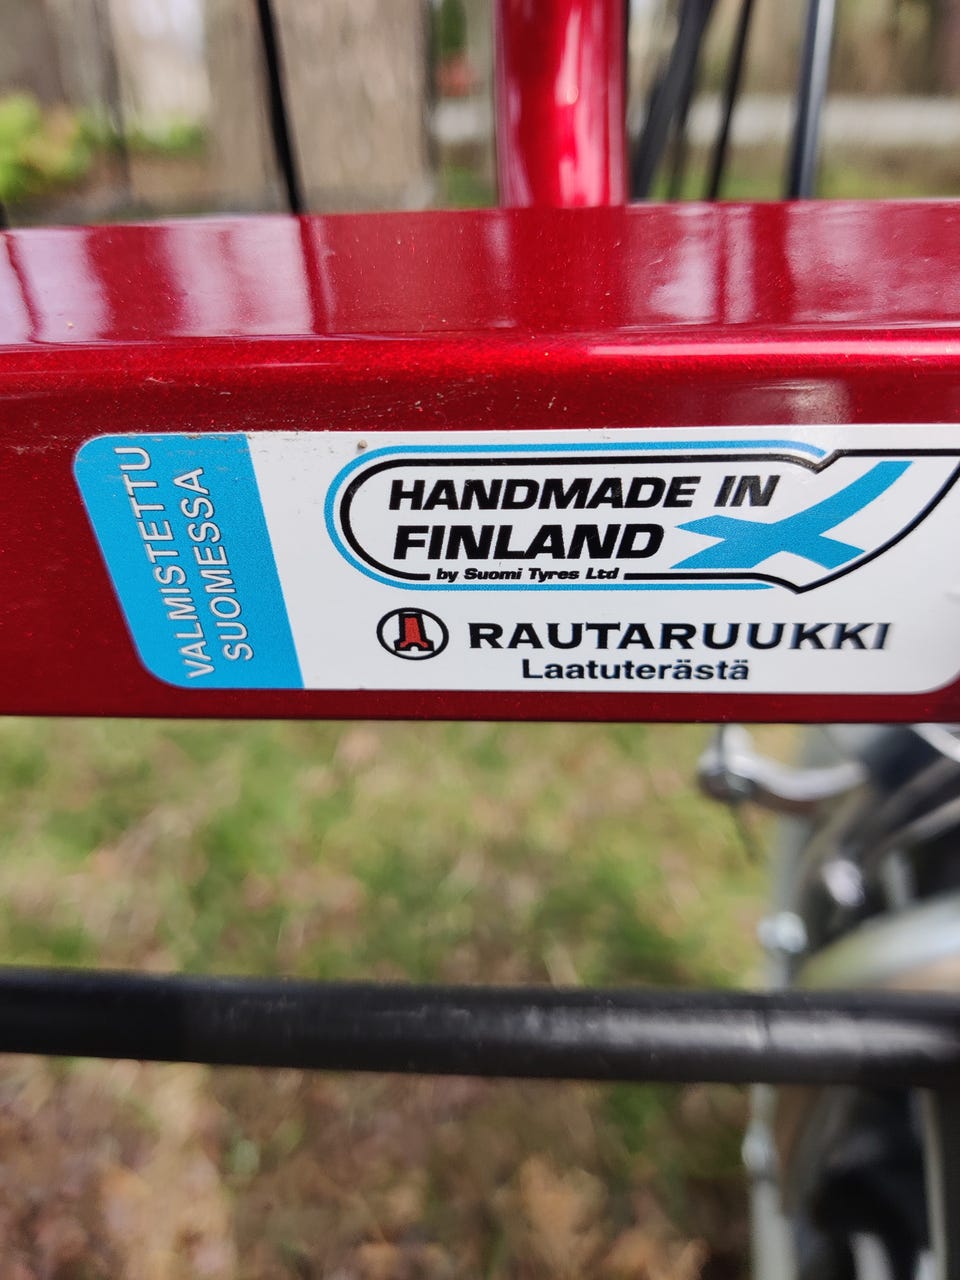 VALMISTETTU
SUOMESSA
HANDMADE IN
FINLAND
by Suomi Tyres Ltd
RAUTARUUKKI
Laatuterästä